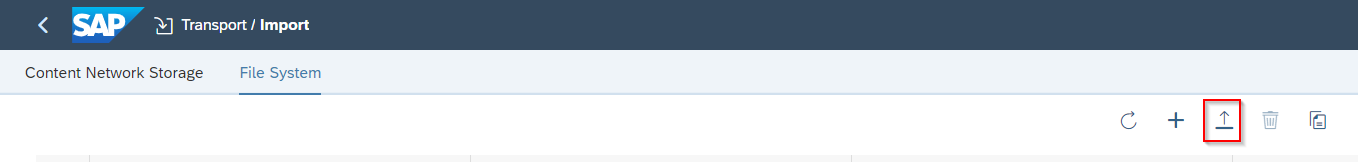 SAP Transport / Import
Content Network Storage File System